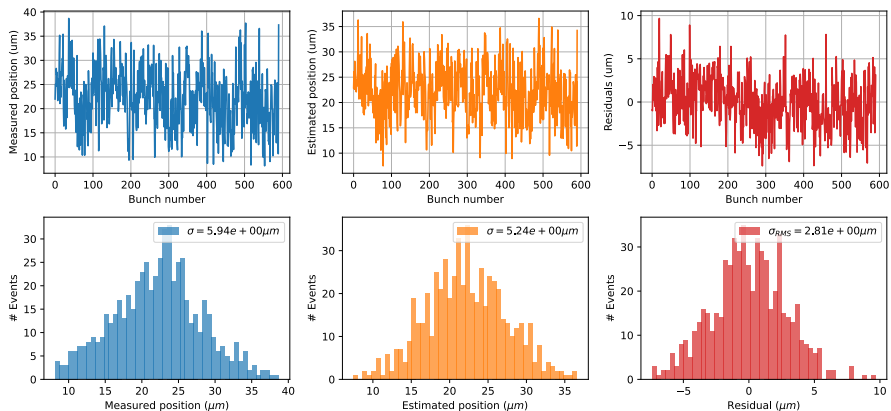 40
35
30
25
20
15
10
Measured position (um)
0 100 200 300 400 500 600
Bunch number
35
30
25
20
15
10
Estimated position (um)
0 100 200 300 400 500 600
Bunch number
10
5
0
−5
Residuals (um)
0 100 200 300 400 500 600
Bunch number
σ = 5.94e + 00μm
30
25
20
15
10
5
0
# Events
10 15 20 25 30 35 40
Measured position (μm)
σ = 5.24e + 00μm
30
20
10
0
# Events
10 15 20 25 30 35
Estimated position (μm)
σRMS = 2.81e + 00μm
30
20
10
0
# Events
−5 0 5 10
Residual (μm)